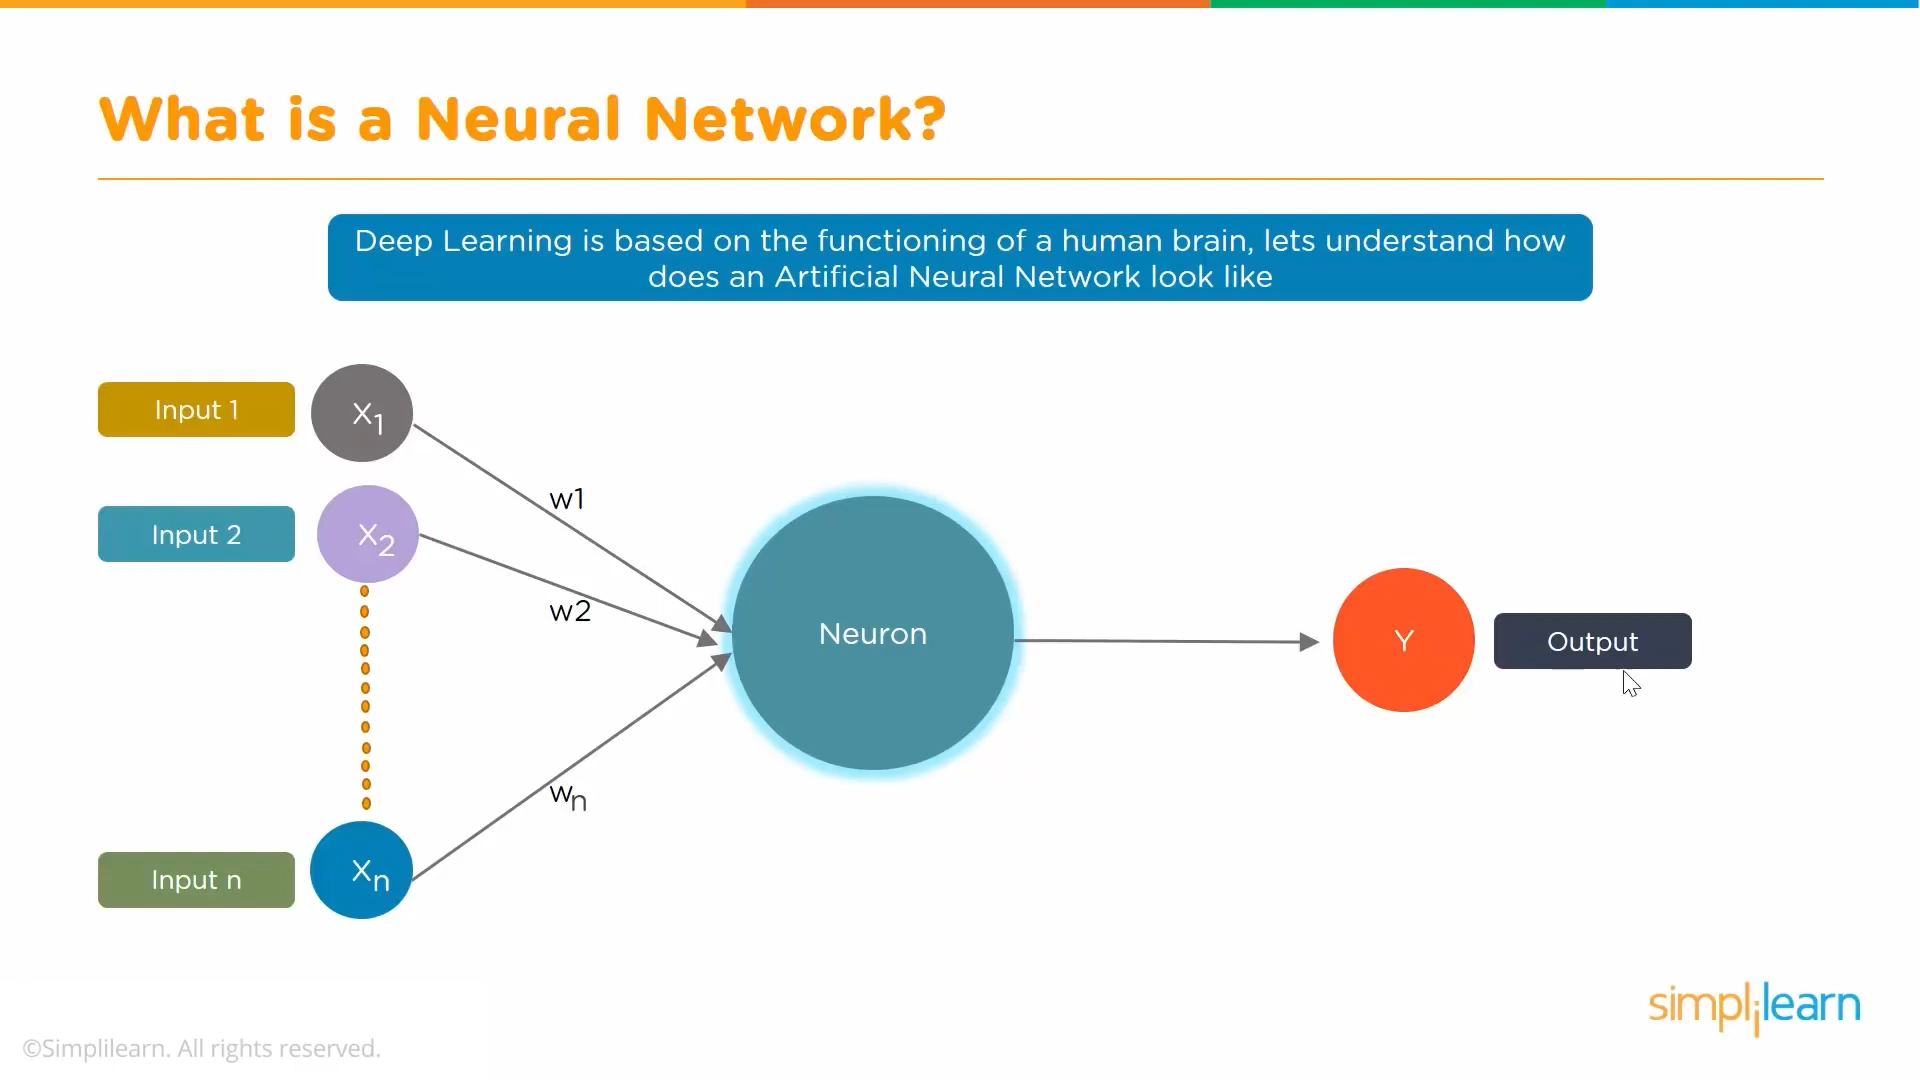 What is a Neural Network?
Deep Learning is based on the functioning of a human brain, lets understand how
does an Artificial Neural Network look like
Input 1
X1
w1
Input 2
X2
w2
Neuron
Y
Output
wn
Input n
Xn
simplilearn
©Simplilearn. All rights reserved.